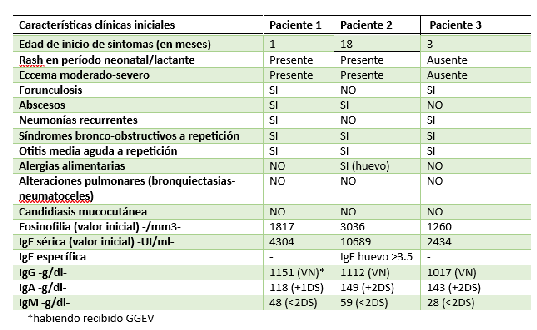 Características clínicas iniciales Paciente 1 Paciente 2 Paciente 3
Edad de inicio de síntomas (en meses) 1 18 3
Rash en período neonatal/lactante Presente Presente Ausente
Eccema moderado-severo Presente Presente Ausente
Forunculosis SI NO SI
Abscesos SI SI NO
Neumonías recurrentes SI NO SI
Síndromes bronco-obstructivos a repetición SI SI SI
Otitis media aguda a repetición SI SI SI
Alergias alimentarias NO SI (huevo) NO
Alteraciones pulmonares (bronquiectasias- NO NO NO
neumatoceles)
Candidiasis mucocutánea NO NO NO
Eosinofilia (valor inicial) -/mm3- 1817 3036 1260
IgE sérica (valor inicial) -UI/ml- 4304 10589 2434
IgE específica - IgE huevo >3.5 -
IgG -g/dl- 1151 (VN)* 1112 (VN) 1017 (VN)
IgA -g/dl- 118 (+1DS) 149 (+2DS) 143 (+2DS)
IgM -g/dl- 48 (<2DS) 59 (<2DS) 28 (<2DS)
*habiendo recibido GGEV